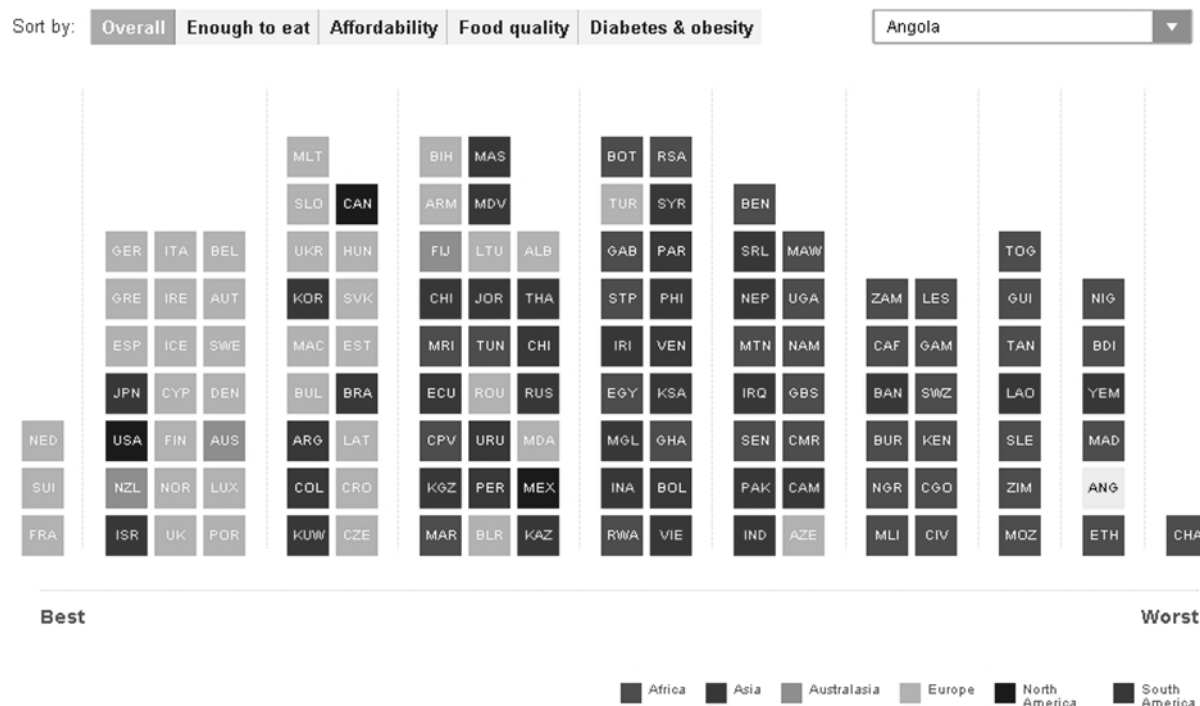 Sort by: Overall Enough to eat Affordability Food quality Diabetes & obesity Angola
MLT BIH MAS BOT RSA
SLO CAN ARM MDV TUR SYR BEN
GER ITA BEL UKR HUN FIJ LTU ALB GAB PAR SRL MAW TOG
GRE IRE AUT KOR SVK CHI JOR THA STP PHI NEP UGA ZAM LES GUI NIG
ESP ICE SWE MAC EST MRI TUN CHI IRI VEN MTN NAM CAF GAM TAN BDI
JPN CYP DEN BUL BRA ECU ROU RUS EGY KSA IRQ GBS BAN SWZ LAO YEM
NED USA FIN AUS ARG LAT CPV URU MDA MGL GHA SEN CMR BUR KEN SLE MAD
SUI NZL NOR LUX COL CRO KGZ PER MEX INA BOL PAK CAM NGR CGO ZIM ANG
FRA ISR UK POR KUW CZE MAR BLR KAZ RWA VIE IND AZE MLI CIV MOZ ETH CHA
Best Worst
Africa Asia Australasia Europe North America South America